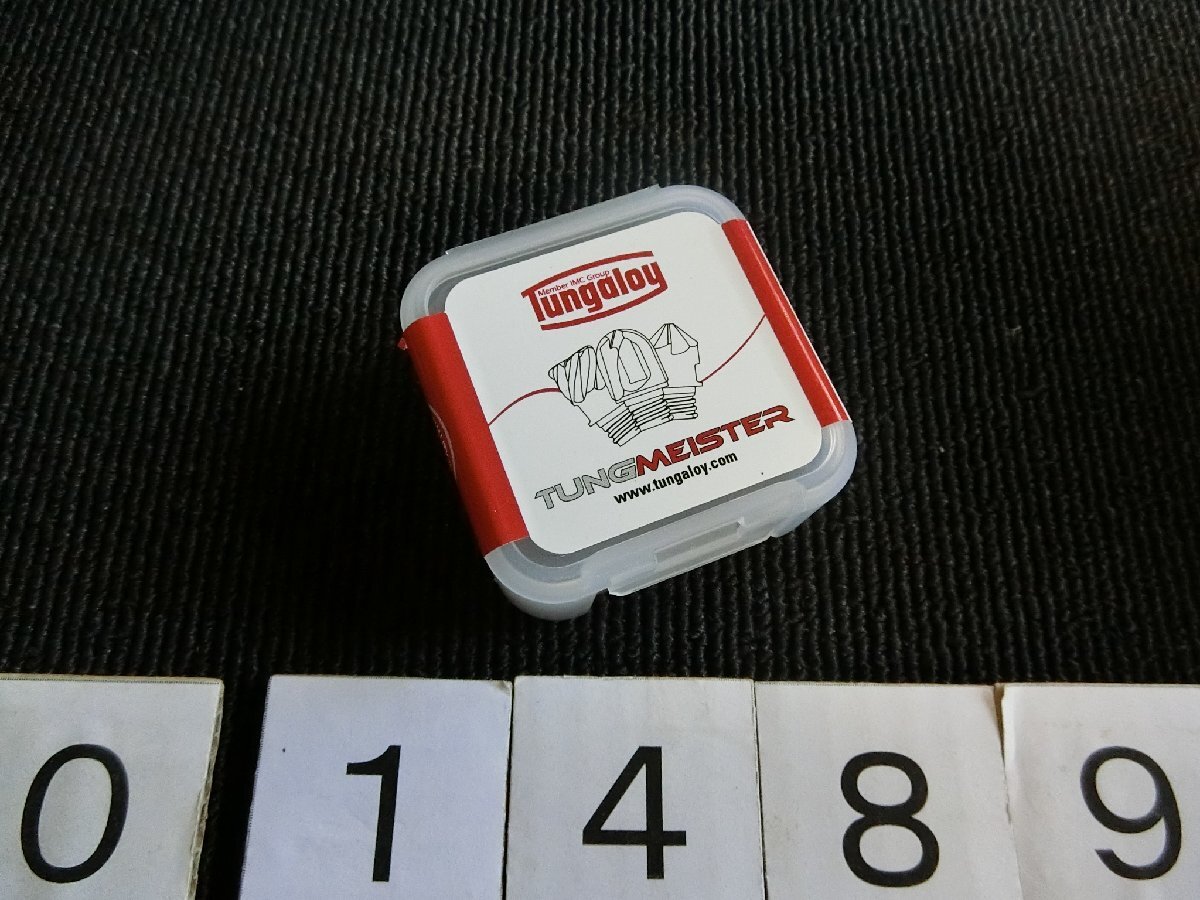 Member IMC Group
Tungaloy
TUNGMEISTER
www.tungaloy.com
0 1 4 8 9